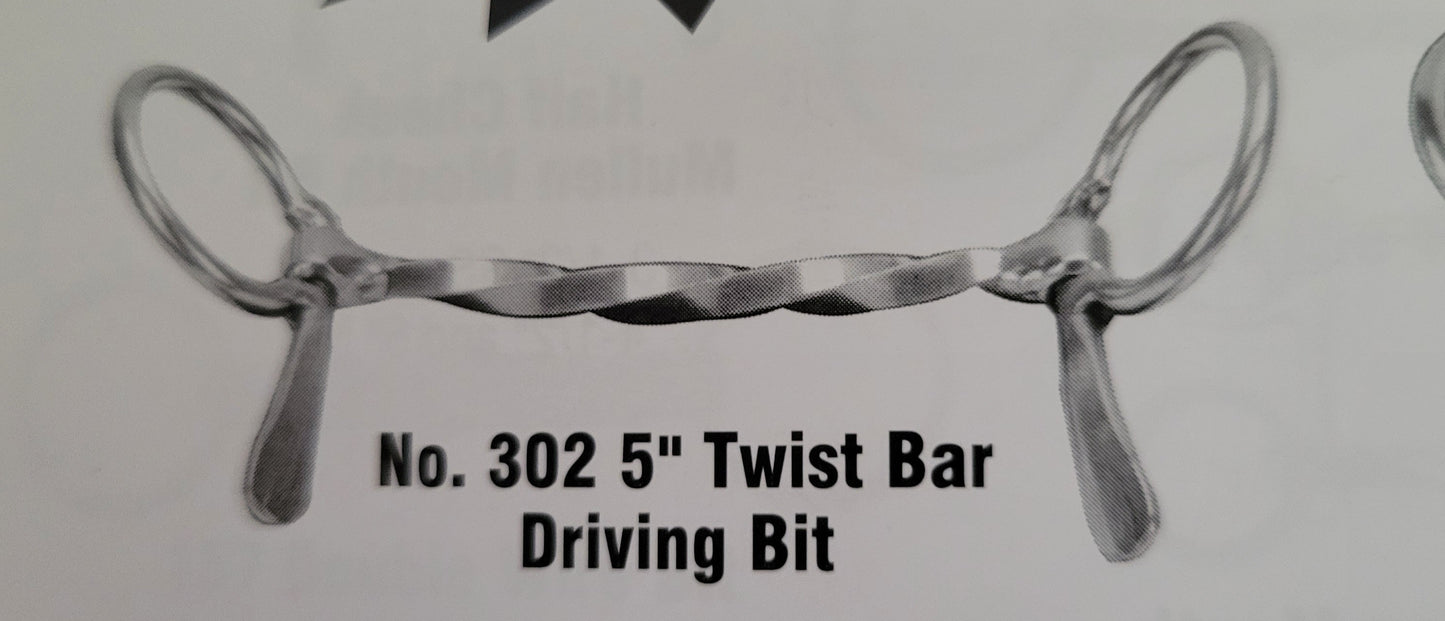 No. 302 5" Twist Bar
Driving Bit